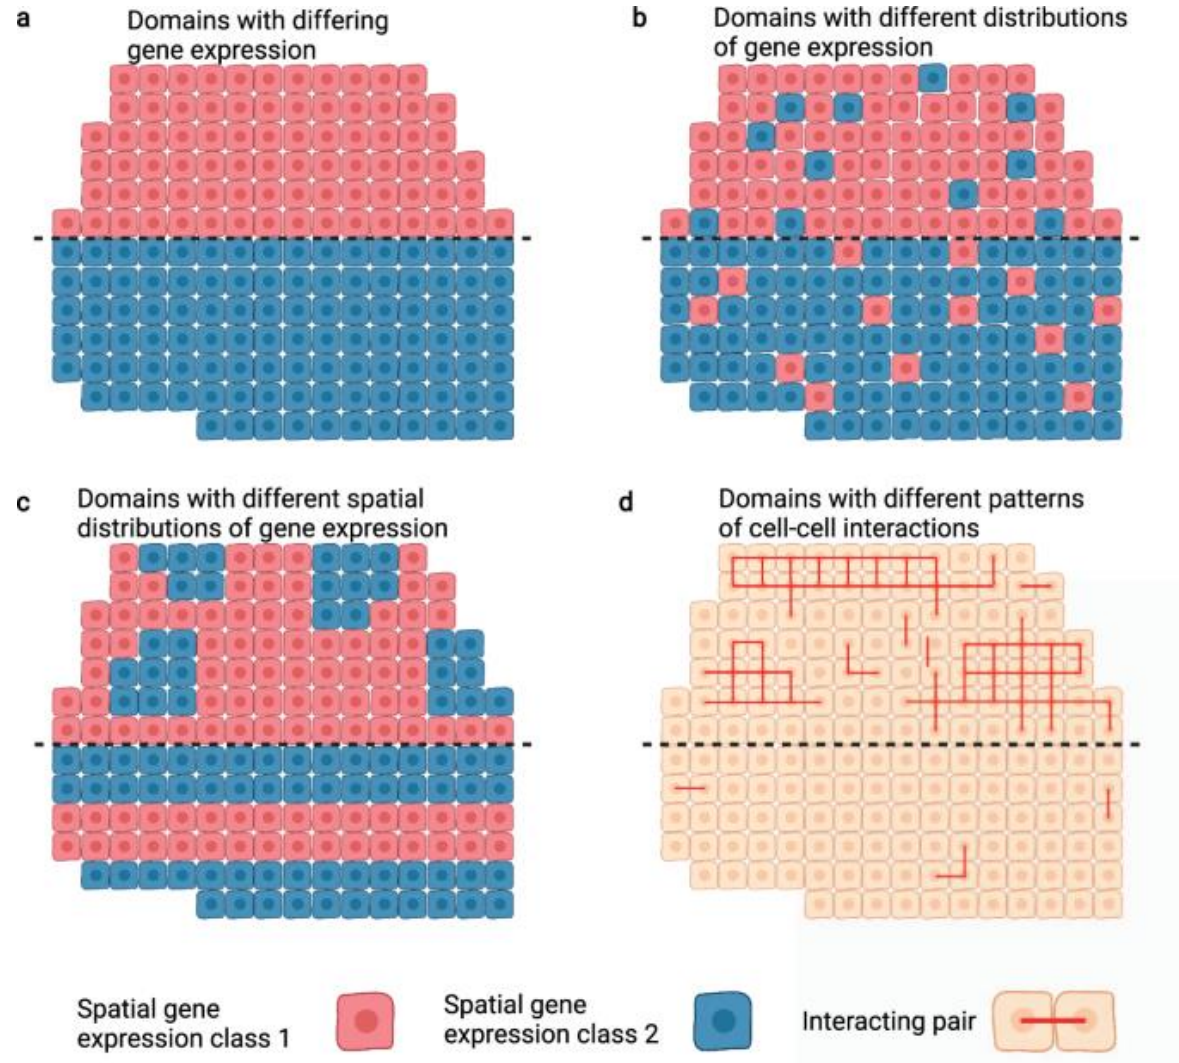 a
Domains with differing
gene expression
b
Domains with different distributions
of gene expression
c
Domains with different spatial
distributions of gene expression
d
Domains with different patterns
of cell-cell interactions
Spatial gene
expression class 1
Spatial gene
expression class 2
Interacting pair